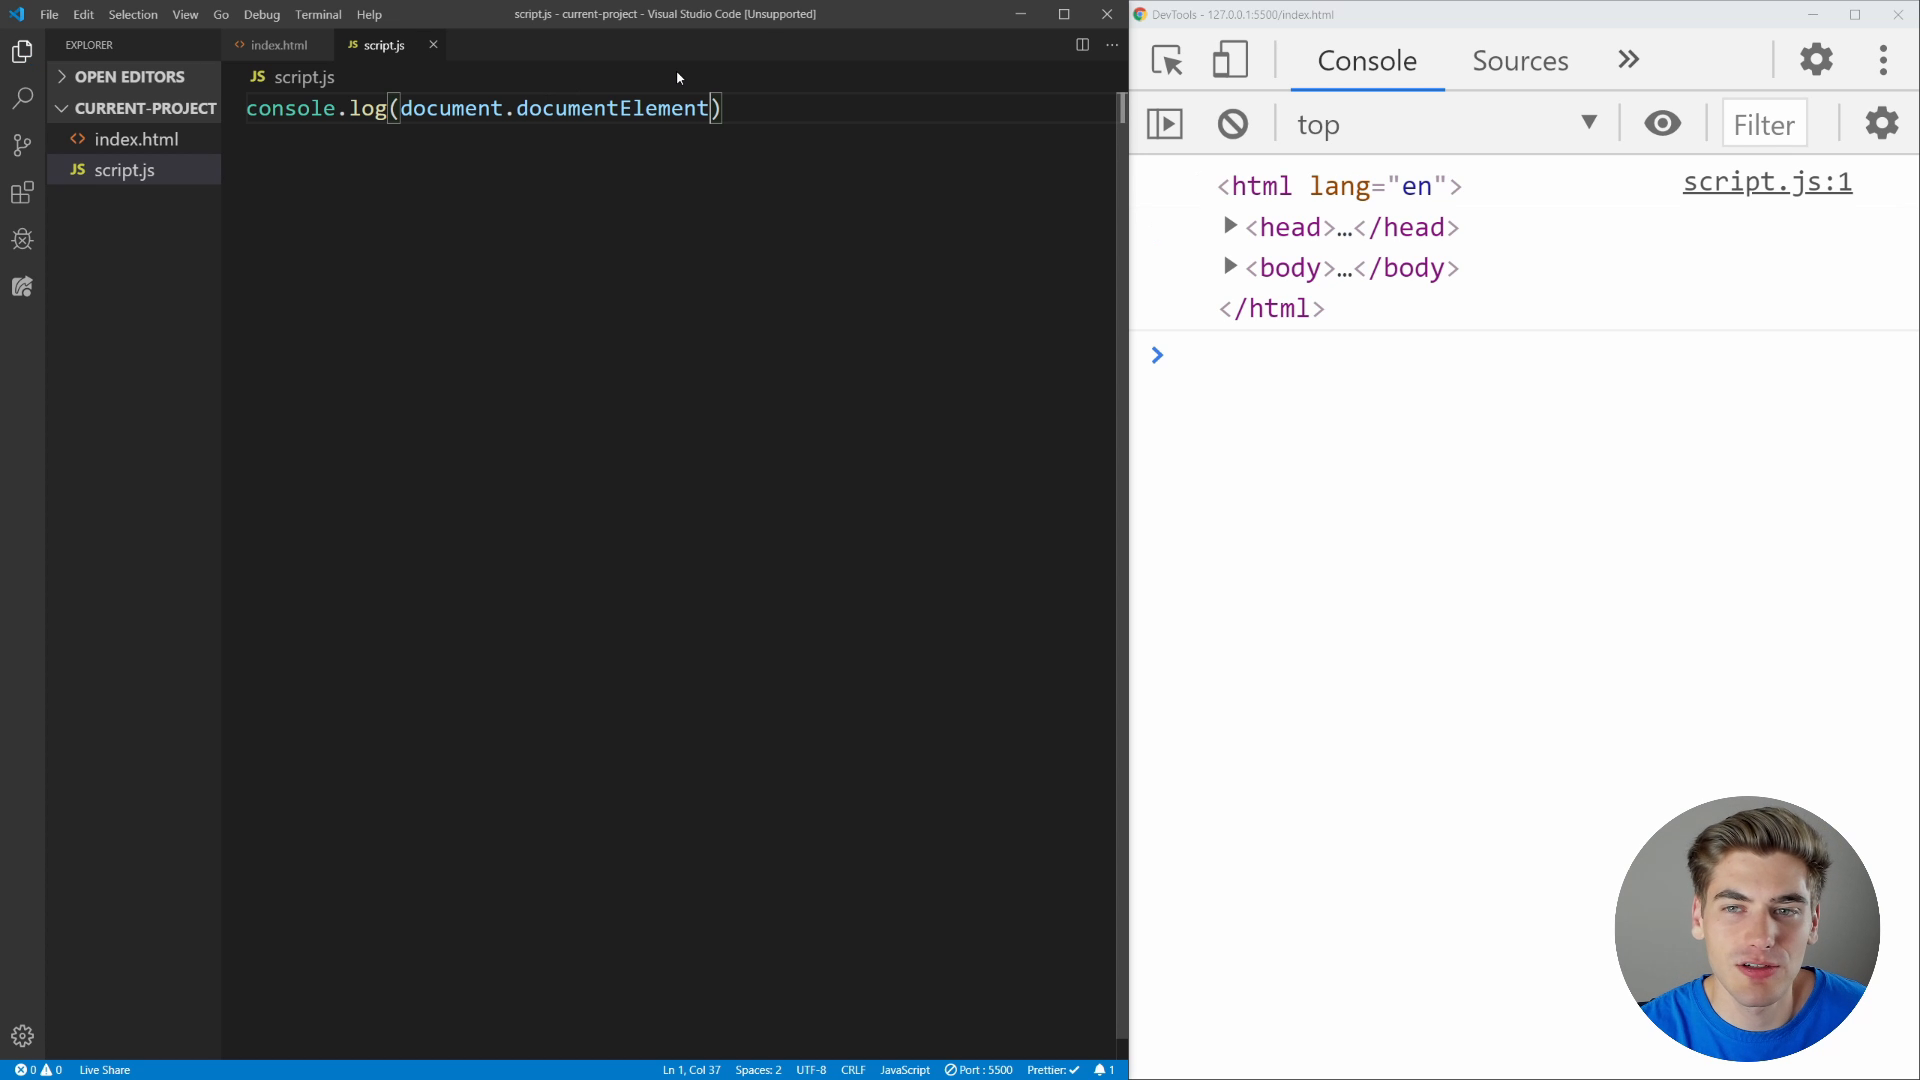 File Edit Selection View Go Debug Terminal Help
script.js - current-project - Visual Studio Code [Unsupported]
EXPLORER
OPEN EDITORS
CURRENT-PROJECT
index.html
JS script.js
index.html
JS script.js
JS script.js
console.log(document.documentElement)
0 0 Live Share
Ln 1, Col 37 Spaces: 2 UTF-8 CRLF JavaScript Port : 5500 Prettier: 1
DevTools - 127.0.0.1:5500/index.html
Console Sources
top Filter
<html lang="en"> script.js:1
<head>…</head>
<body>…</body>
</html>